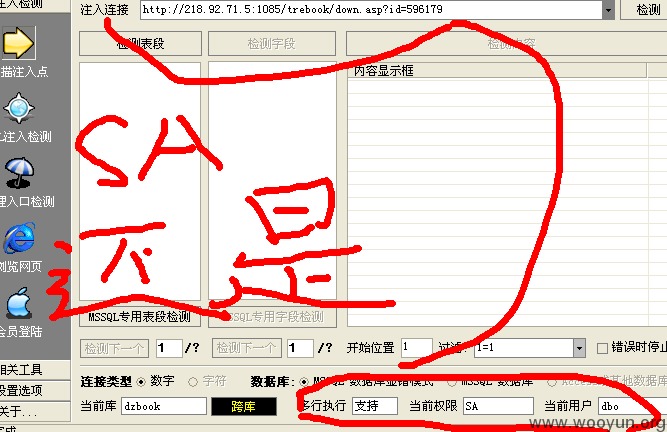 注入检测
注入连接 http://218.92.71.5:1085/trebook/down.asp?id=596179 检测
检测表段 检测字段 检测内容
内容显示框
描注入点
注入检测
理入口检测
浏览网页
会员登陆
SA
还是
MSSQL专用表段检测 MSSQL专用字段检测
检测下一个 1 /? 检测下一个 1 /? 开始位置 1 过滤: 1=1 错误时停止
相关工具
设置选项
关于...
连接类型: 数字 字符 数据库: MSSQL 数据库显错模式 MSSQL 数据库 Access或其他数据库
当前库 dzbook 跨库 多行执行 支持 当前权限 SA 当前用户 dbo
www.wooyun.org